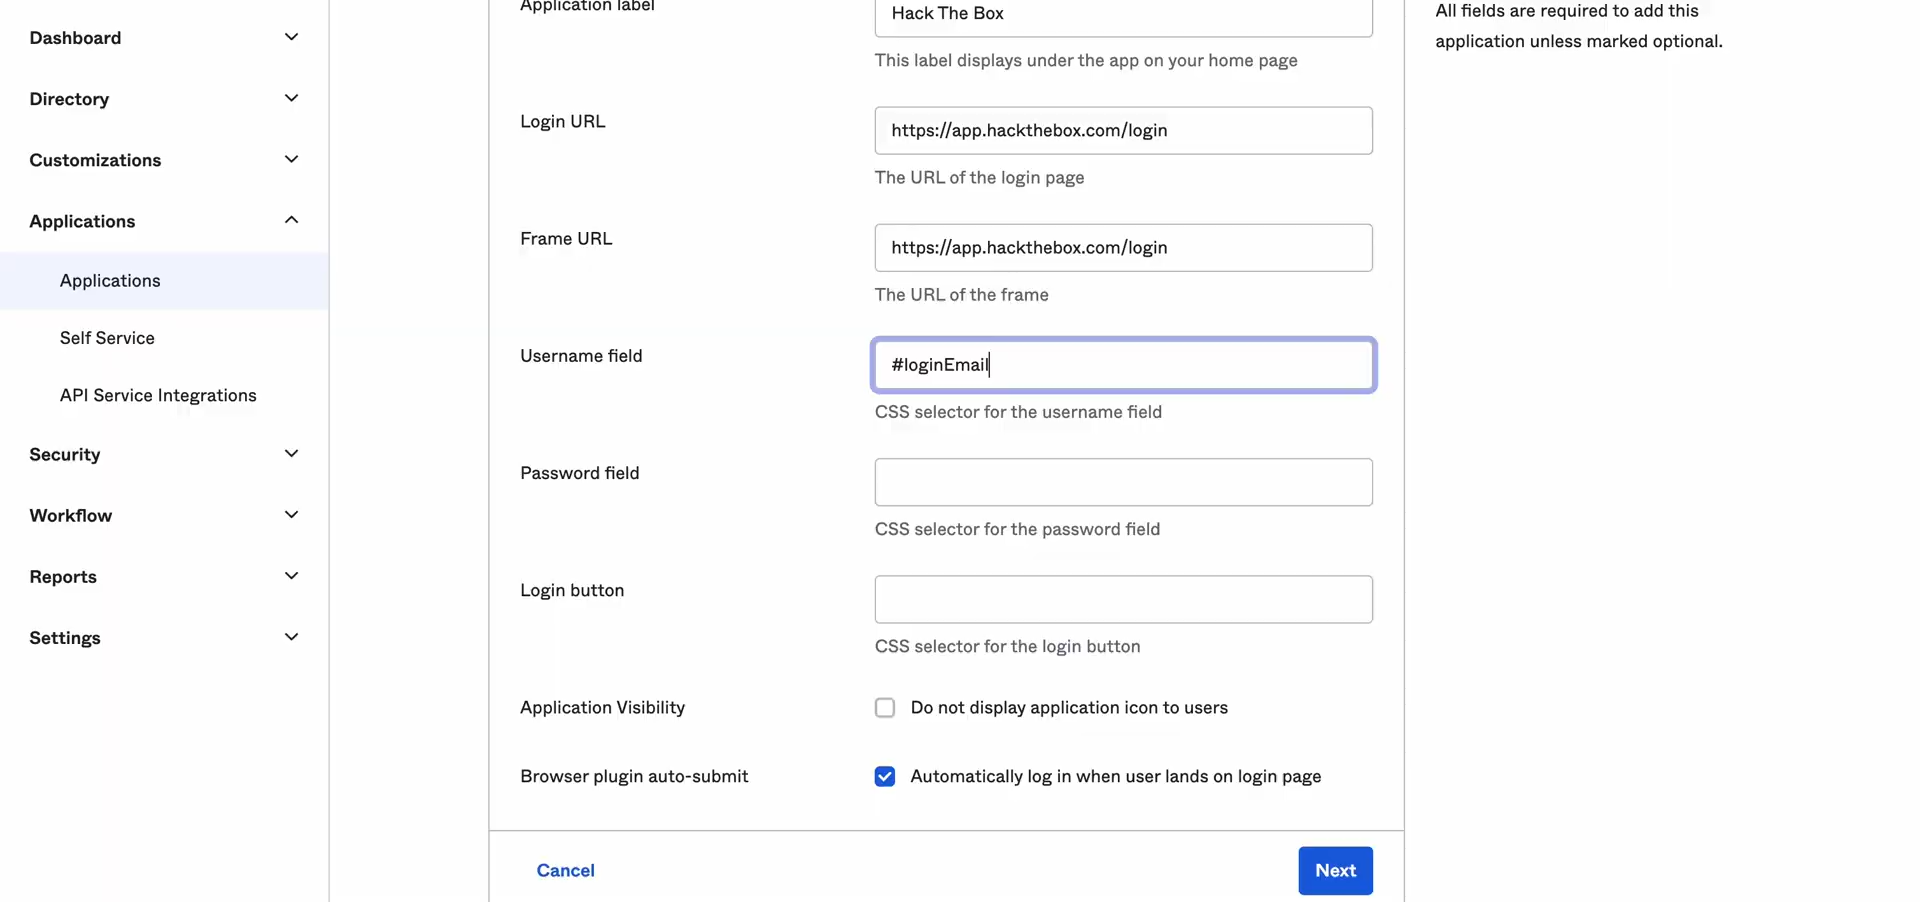 Dashboard
Directory
Customizations
Applications
Applications
Self Service
API Service Integrations
Security
Workflow
Reports
Settings
Application label
Hack The Box
This label displays under the app on your home page
Login URL
https://app.hackthebox.com/login
The URL of the login page
Frame URL
https://app.hackthebox.com/login
The URL of the frame
Username field
#loginEmail
CSS selector for the username field
Password field
CSS selector for the password field
Login button
CSS selector for the login button
Application Visibility
Do not display application icon to users
Browser plugin auto-submit
Automatically log in when user lands on login page
Cancel
Next
All fields are required to add this
application unless marked optional.